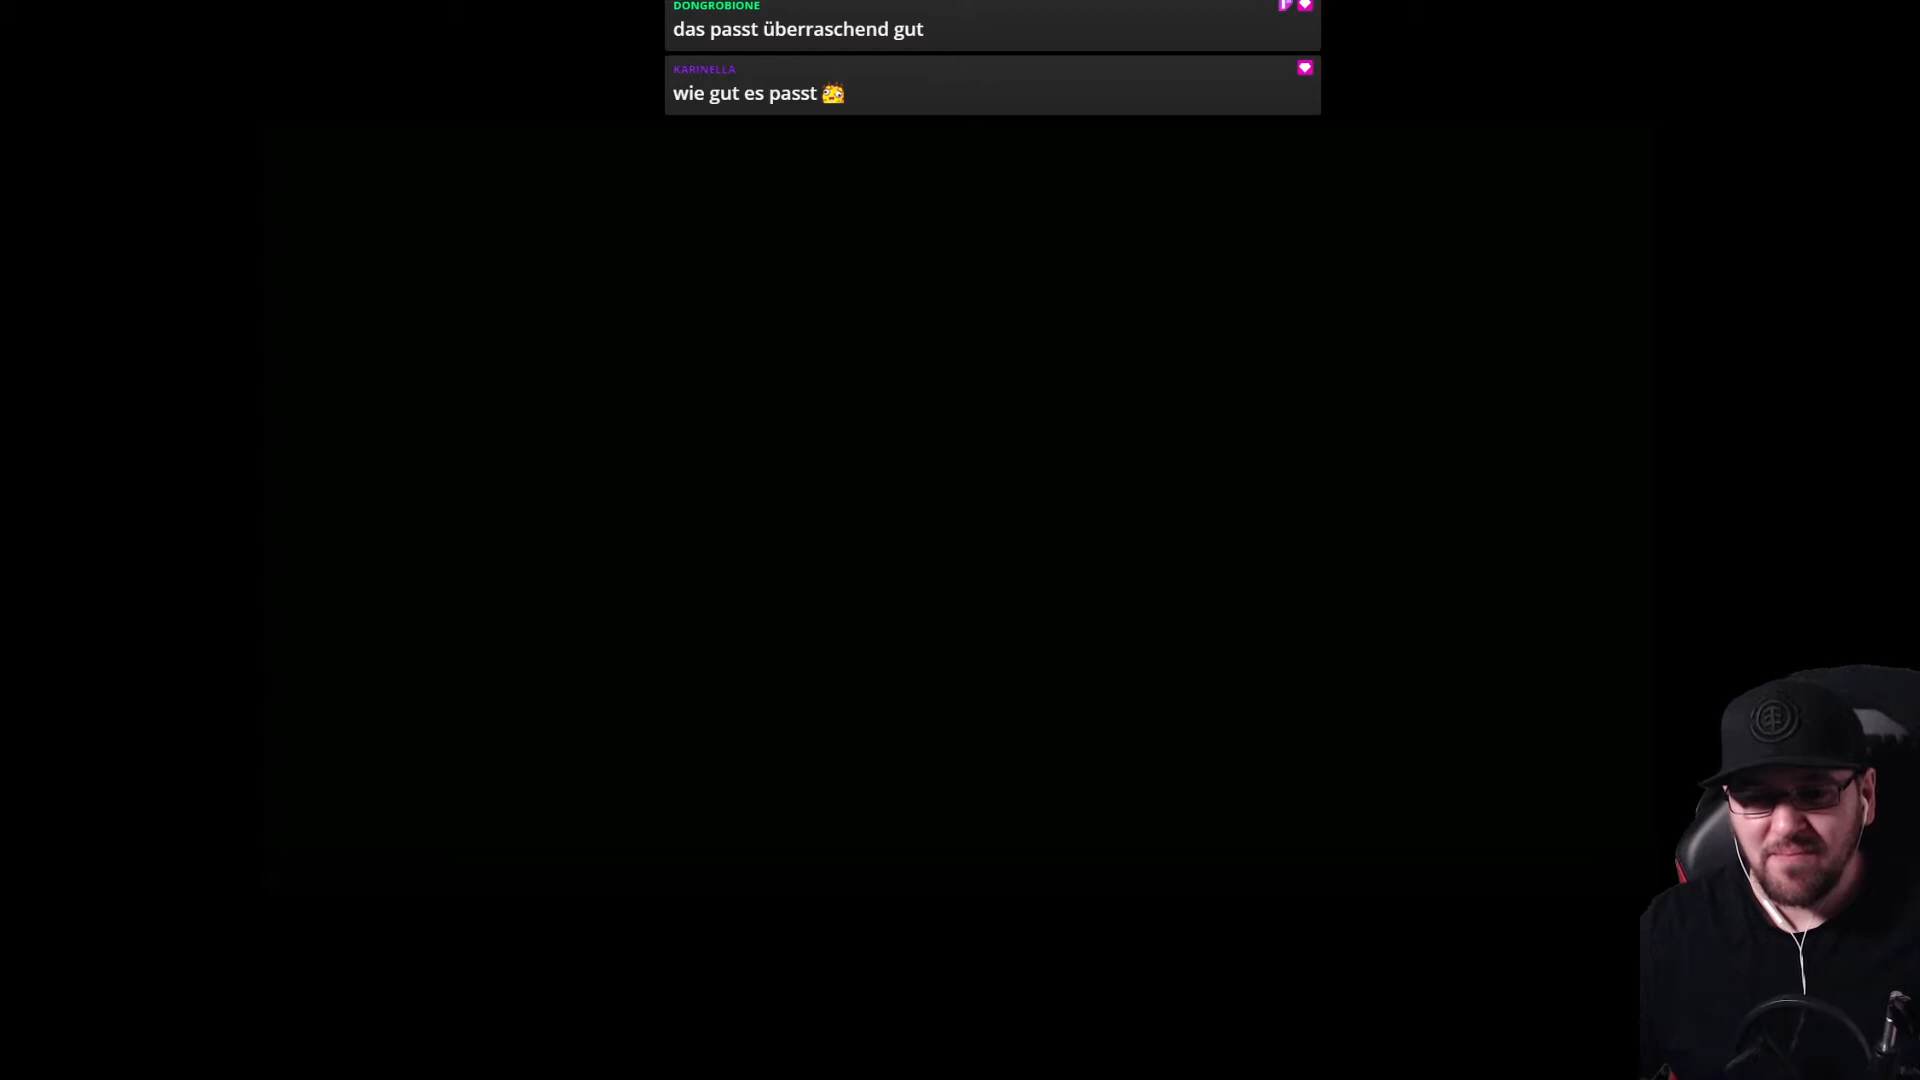 DONGROBIONE
das passt überraschend gut
KARINELLA
wie gut es passt